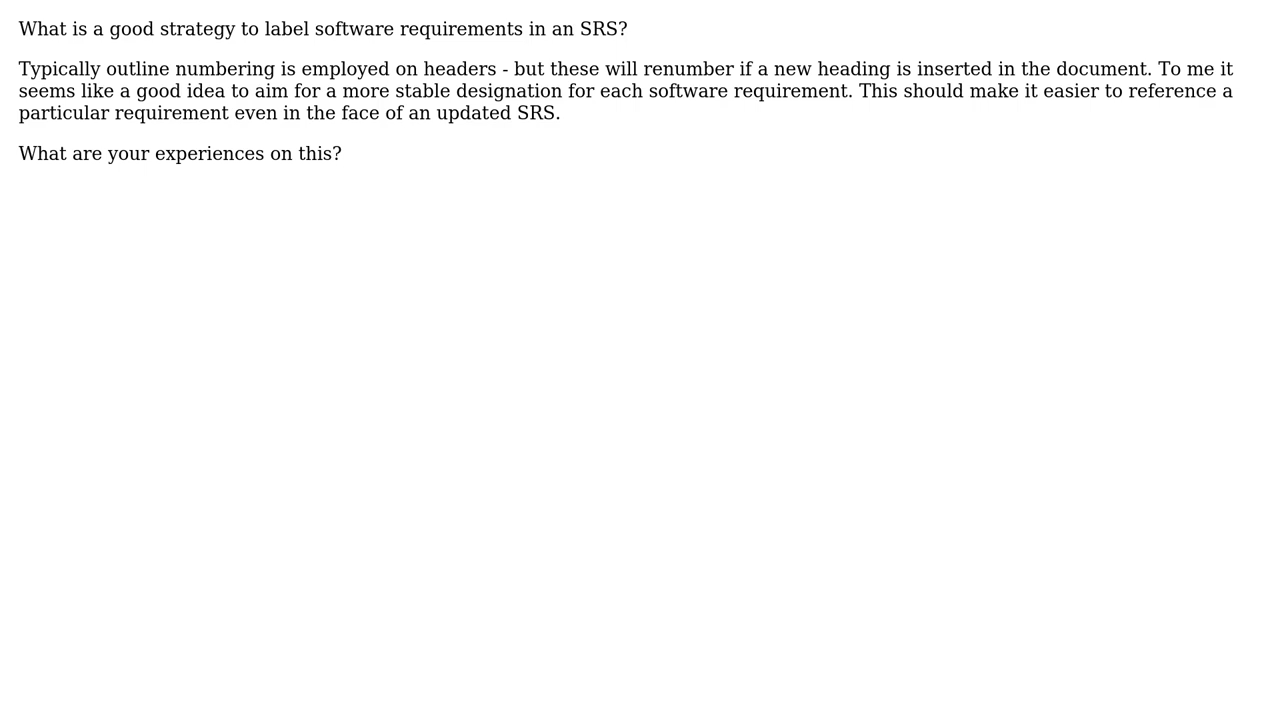 What is a good strategy to label software requirements in an SRS?
Typically outline numbering is employed on headers - but these will renumber if a new heading is inserted in the document. To me it
seems like a good idea to aim for a more stable designation for each software requirement. This should make it easier to reference a
particular requirement even in the face of an updated SRS.
What are your experiences on this?